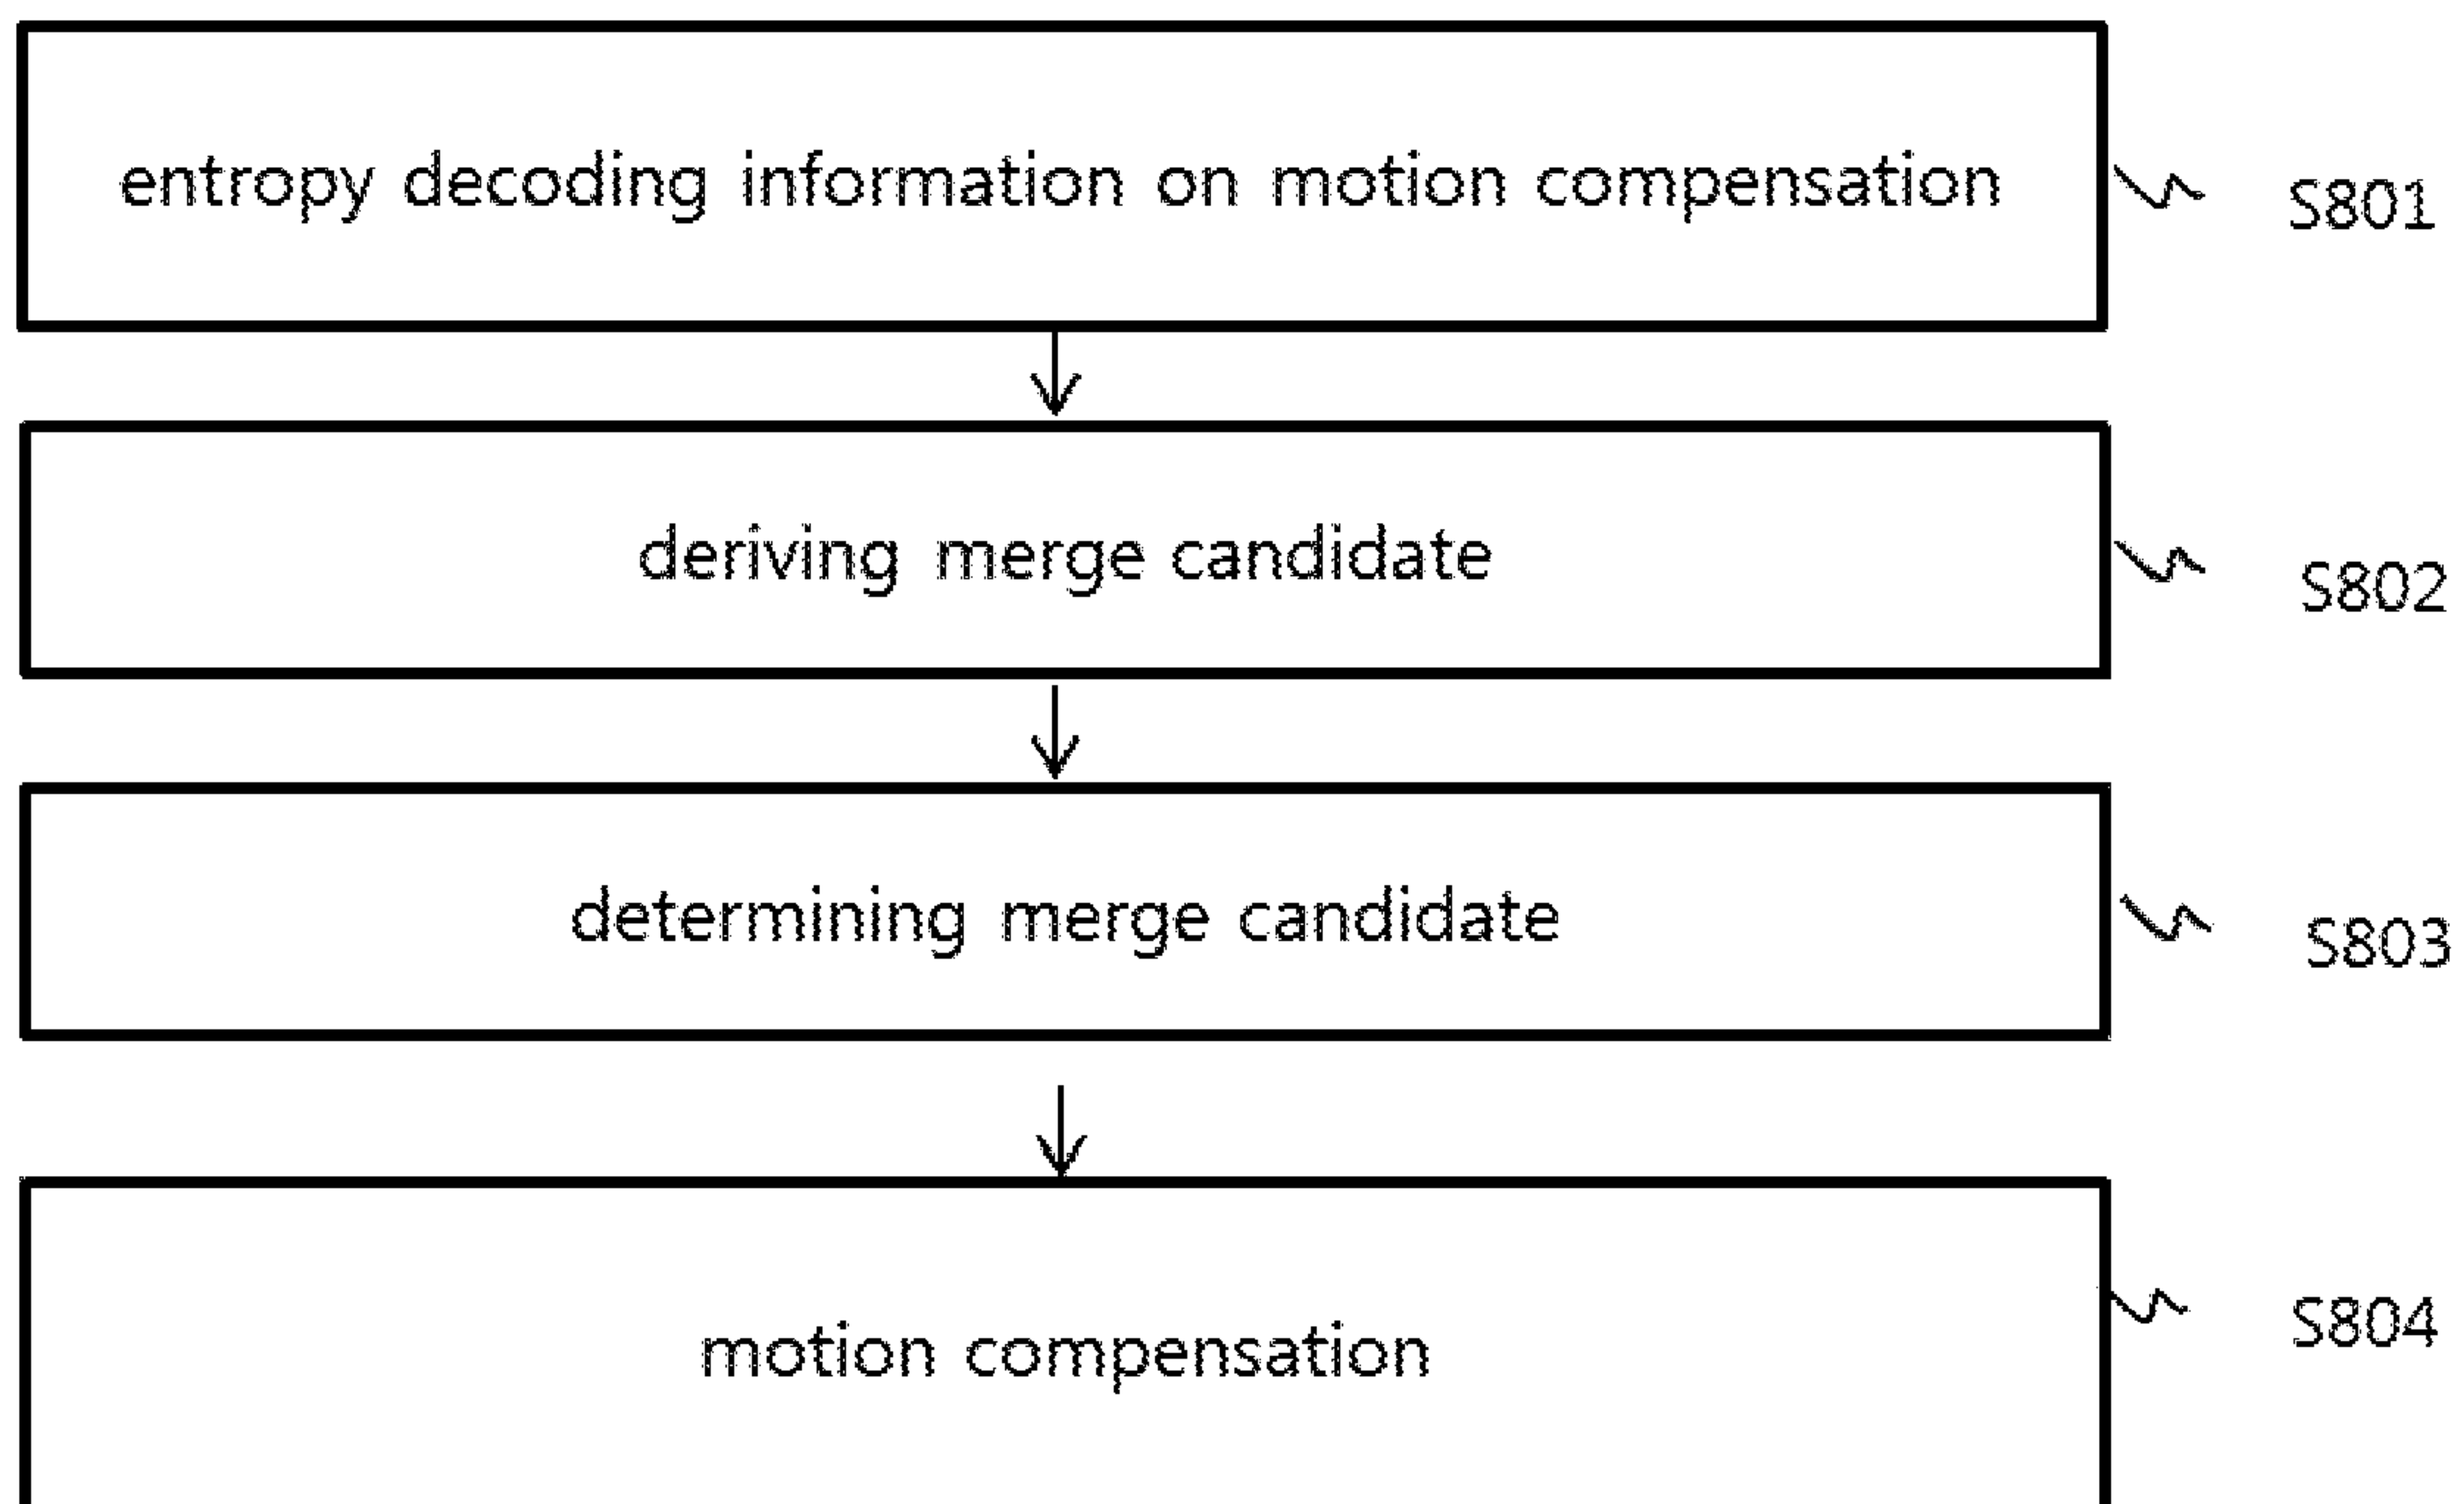 entropy decoding information on motion compensation
S801
deriving merge candidate
S802
determining merge candidate
S803
motion compensation
S804